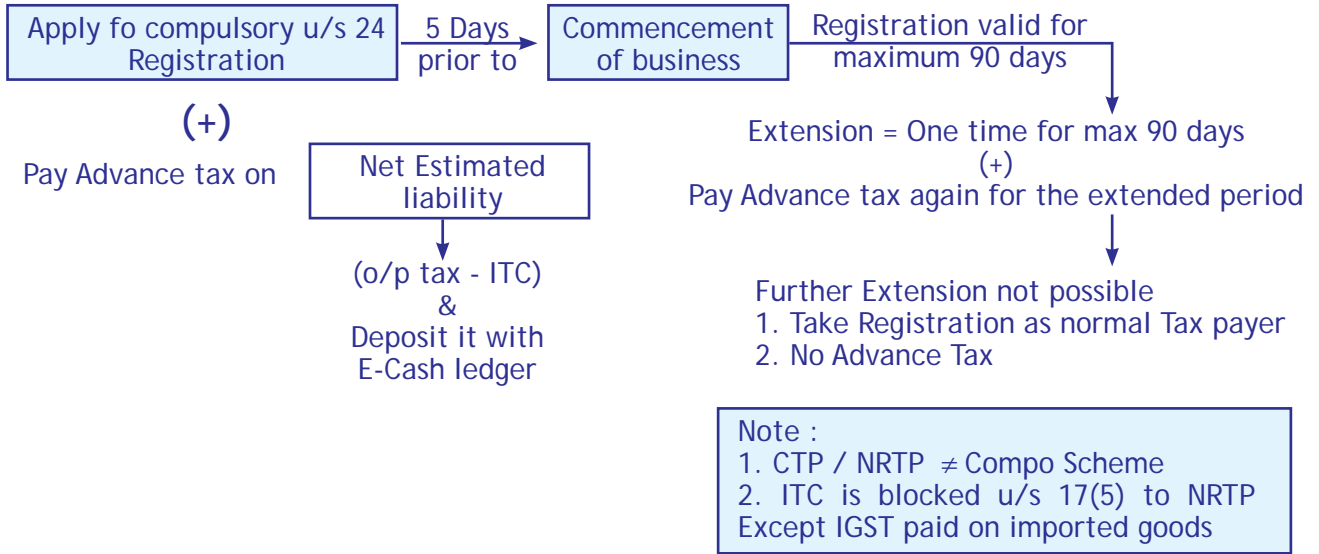 Apply fo compulsory u/s 24
Registration
5 Days
prior to
Commencement
of business
Registration valid for
maximum 90 days
(+)
Pay Advance tax on
Net Estimated
liability
(o/p tax - ITC)
&
Deposit it with
E-Cash ledger
Extension = One time for max 90 days
(+)
Pay Advance tax again for the extended period
Further Extension not possible
1. Take Registration as normal Tax payer
2. No Advance Tax
Note :
1. CTP / NRTP ≠ Compo Scheme
2. ITC is blocked u/s 17(5) to NRTP
Except IGST paid on imported goods